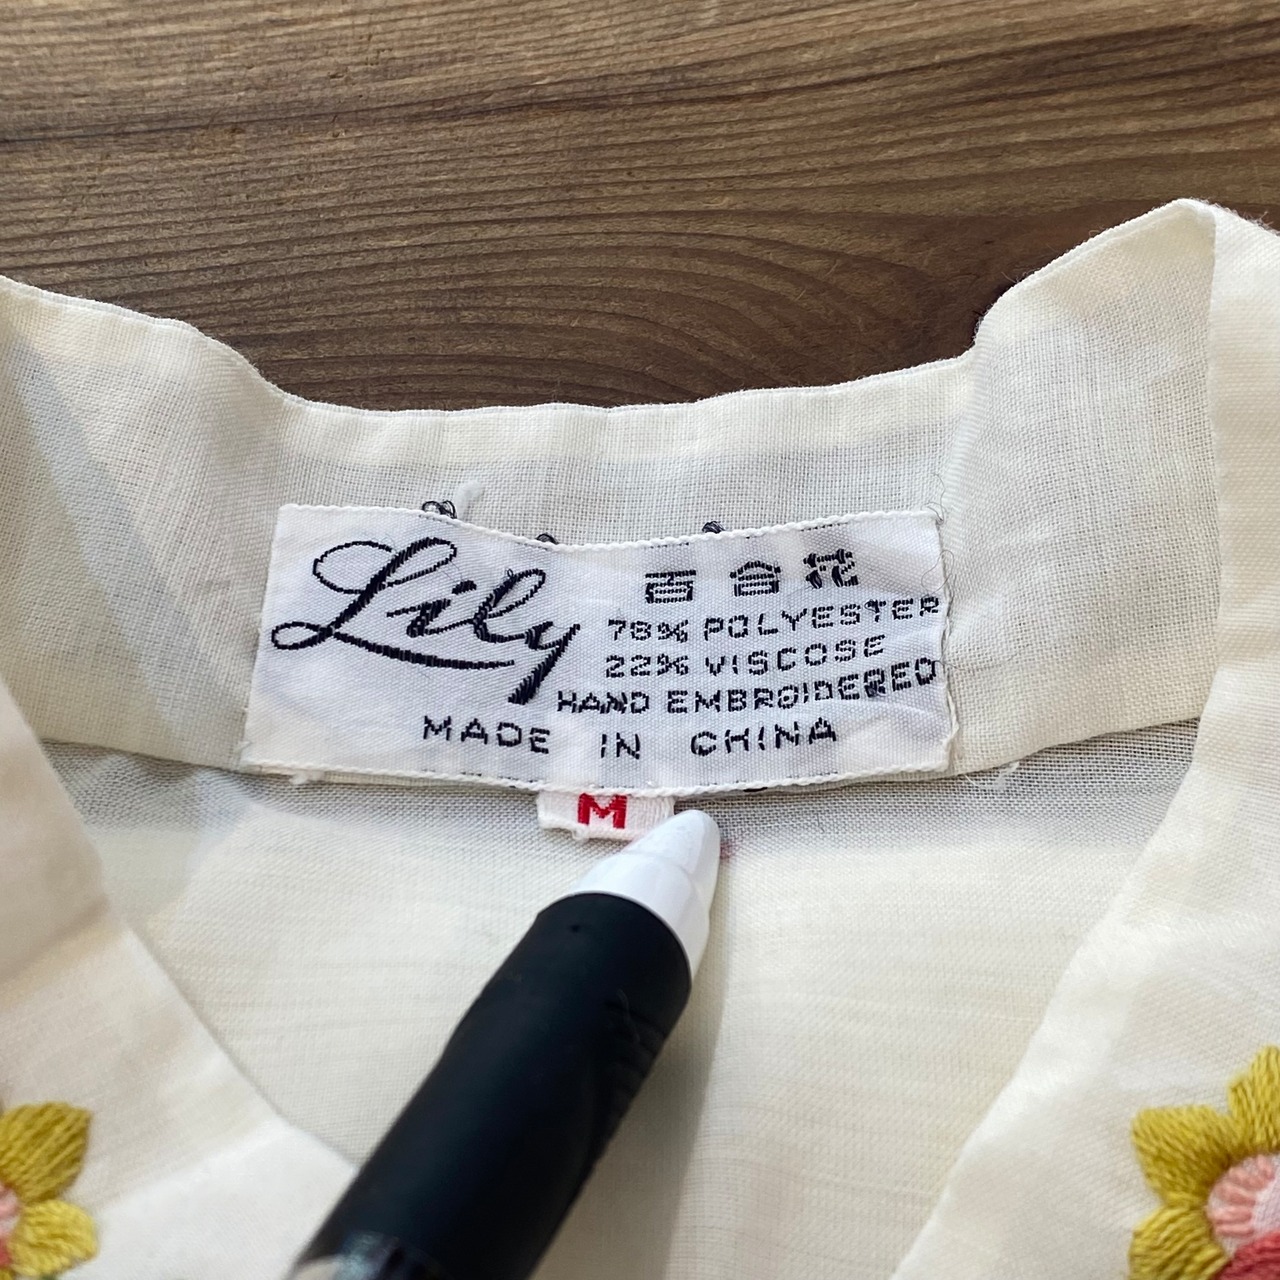 Lily
百合花
78% POLYESTER
22% VISCOSE
HAND EMBROIDERED
MADE IN CHINA
M